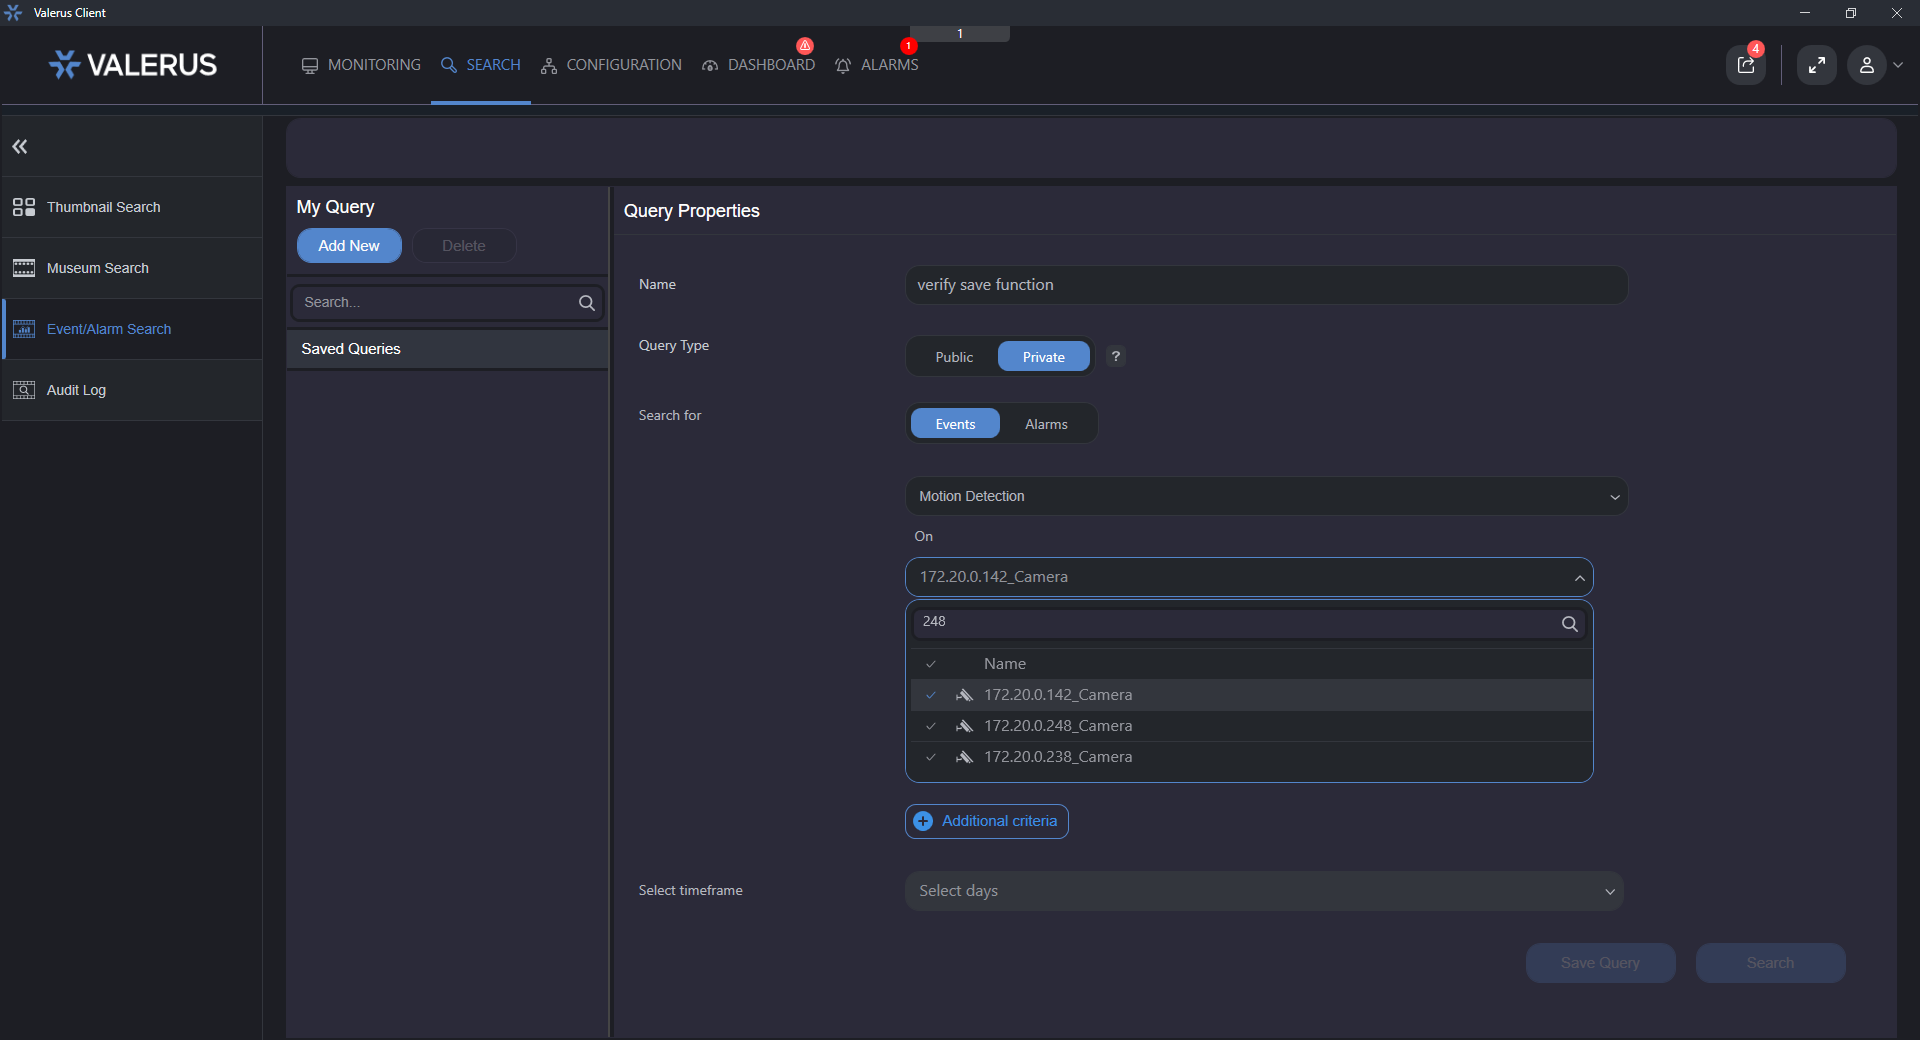 Valerus Client
VALERUS
MONITORING
SEARCH
CONFIGURATION
DASHBOARD
ALARMS
1
1
4
Thumbnail Search
Museum Search
Event/Alarm Search
Audit Log
My Query
Add New
Delete
Search...
Saved Queries
Query Properties
Name
verify save function
Query Type
Public
Private
?
Search for
Events
Alarms
Motion Detection
On
172.20.0.142_Camera
248
Name
172.20.0.142_Camera
172.20.0.248_Camera
172.20.0.238_Camera
Additional criteria
Select timeframe
Select days
Save Query
Search